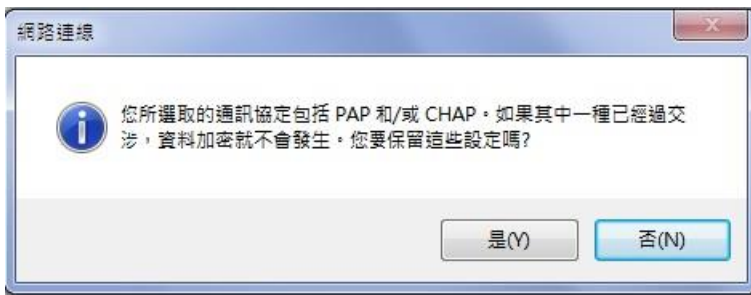 網路連線
您所選取的通訊協定包括 PAP 和/或 CHAP。如果其中一種已經過交
涉，資料加密就不會發生。您要保留這些設定嗎?
是(Y)
否(N)